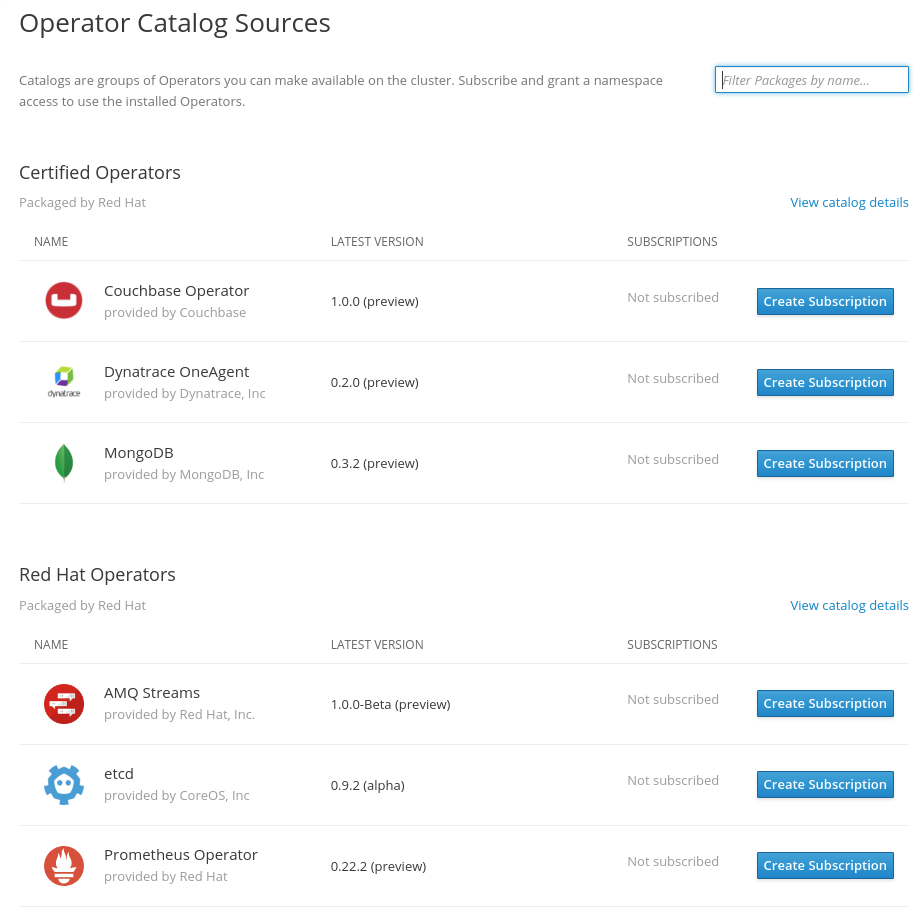 Operator Catalog Sources
Catalogs are groups of Operators you can make available on the cluster. Subscribe and grant a namespace
access to use the installed Operators.
Filter Packages by name...
Certified Operators
Packaged by Red Hat
View catalog details
NAME LATEST VERSION SUBSCRIPTIONS
Couchbase Operator
provided by Couchbase
1.0.0 (preview)
Not subscribed
Create Subscription
dynatrace
Dynatrace OneAgent
provided by Dynatrace, Inc
0.2.0 (preview)
Not subscribed
Create Subscription
MongoDB
provided by MongoDB, Inc
0.3.2 (preview)
Not subscribed
Create Subscription
Red Hat Operators
Packaged by Red Hat
View catalog details
NAME LATEST VERSION SUBSCRIPTIONS
AMQ Streams
provided by Red Hat, Inc.
1.0.0-Beta (preview)
Not subscribed
Create Subscription
etcd
provided by CoreOS, Inc
0.9.2 (alpha)
Not subscribed
Create Subscription
Prometheus Operator
provided by Red Hat
0.22.2 (preview)
Not subscribed
Create Subscription